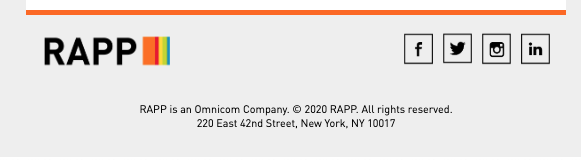 RAPP
RAPP is an Omnicom Company. © 2020 RAPP. All rights reserved.
220 East 42nd Street, New York, NY 10017